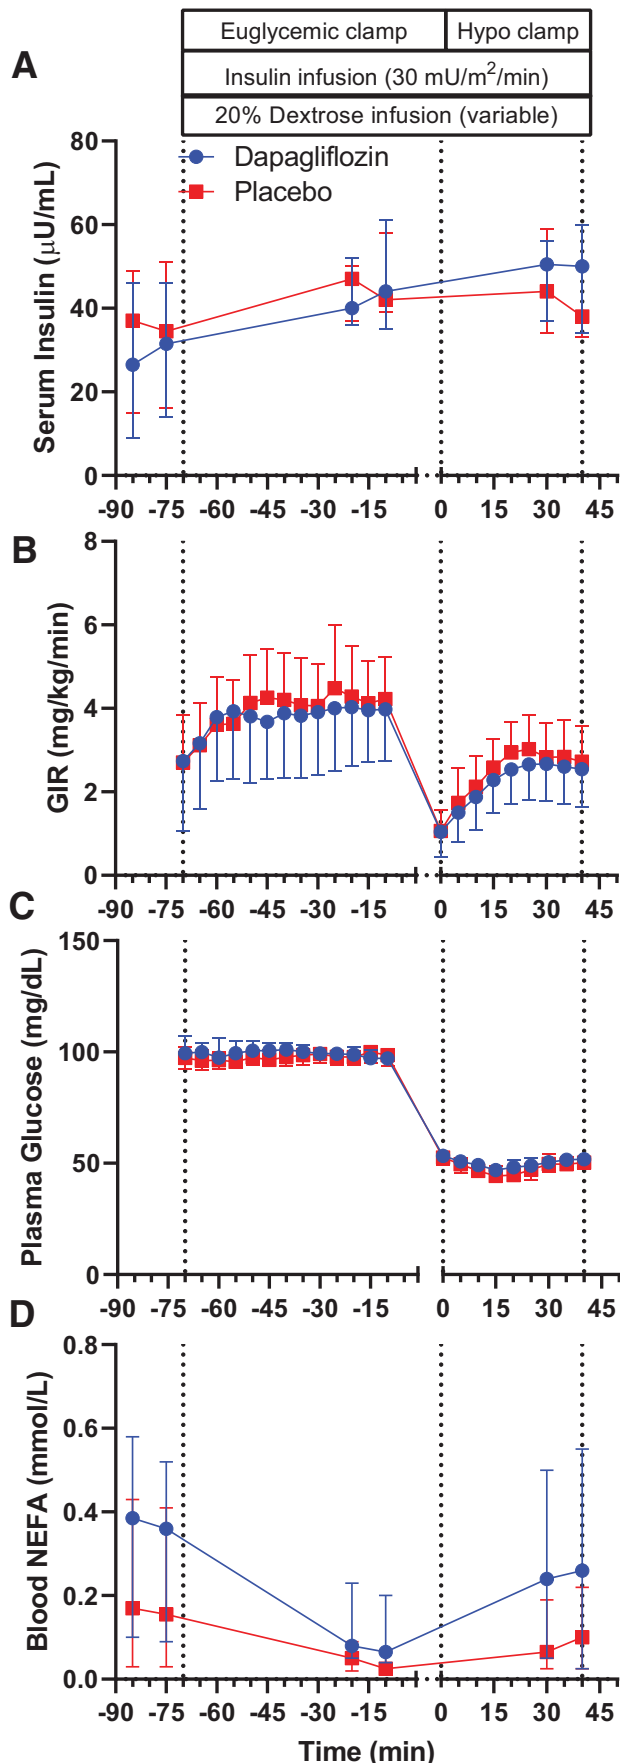 Euglycemic clamp Hypo clamp
A
Insulin infusion (30 mU/m²/min)
20% Dextrose infusion (variable)
80
Dapagliflozin
Placebo
60
40
20
0
Serum Insulin (μU/mL)
-90 -75 -60 -45 -30 -15 0 15 30 45
B
8
6
4
2
0
GIR (mg/kg/min)
-90 -75 -60 -45 -30 -15 0 15 30 45
C
150
100
50
0
Plasma Glucose (mg/dL)
-90 -75 -60 -45 -30 -15 0 15 30 45
D
0.8
0.6
0.4
0.2
0.0
Blood NEFA (mmol/L)
-90 -75 -60 -45 -30 -15 0 15 30 45
Time (min)